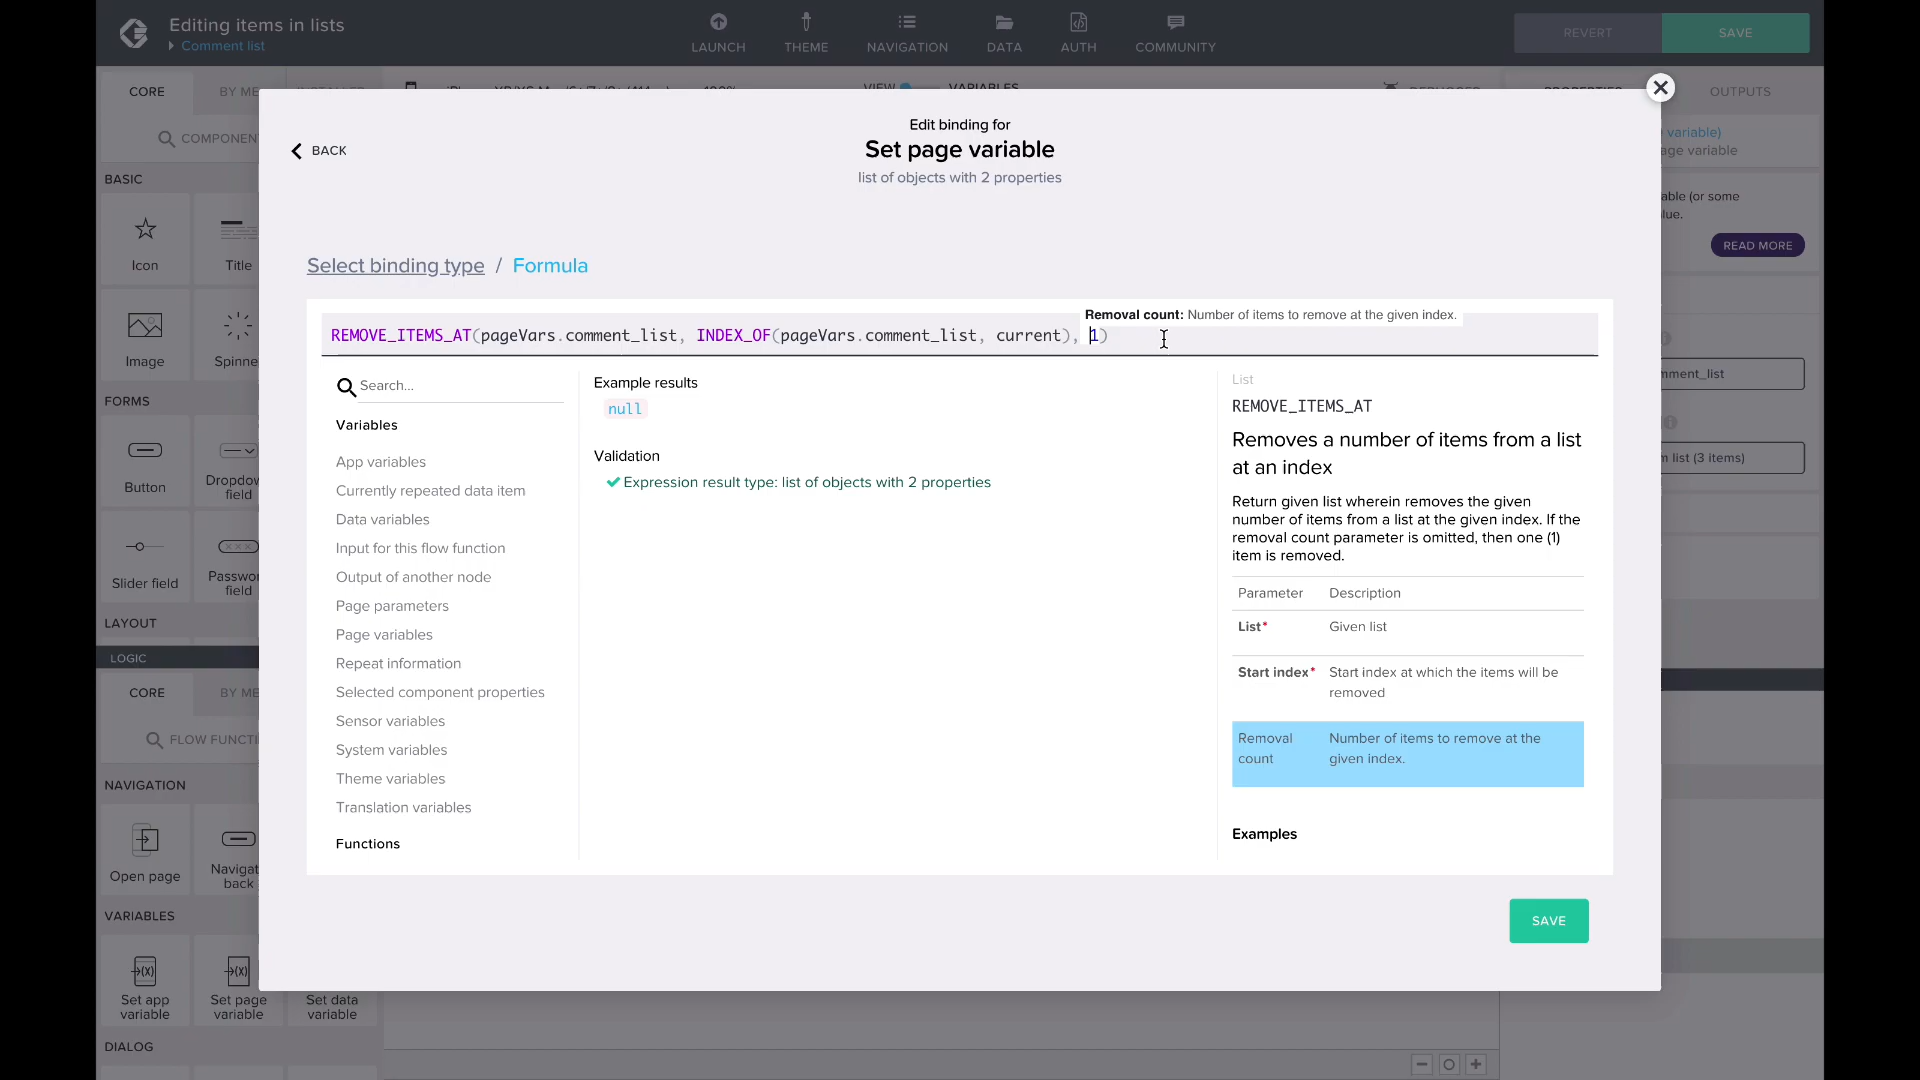 Editing items in lists
Comment list
LAUNCH
THEME
NAVIGATION
DATA
AUTH
COMMUNITY
REVERT
SAVE
CORE
BY ME
VIEW
VARIABLES
PROPERTIES
OUTPUTS
COMPONEN
variable)
age variable
able (or some
lue.
READ MORE
Edit binding for
Set page variable
list of objects with 2 properties
BACK
BASIC
Icon
Title
Image
Spinne
FORMS
Button
Dropdow
field
Slider field
Passwo
field
LAYOUT
LOGIC
CORE
BY ME
FLOW FUNCTI
NAVIGATION
Open page
Navigat
back
VARIABLES
Set app
variable
Set page
variable
Set data
variable
DIALOG
Select binding type / Formula
Removal count: Number of items to remove at the given index.
REMOVE_ITEMS_AT(pageVars.comment_list, INDEX_OF(pageVars.comment_list, current), 1)
Search...
Variables
App variables
Currently repeated data item
Data variables
Input for this flow function
Output of another node
Page parameters
Page variables
Repeat information
Selected component properties
Sensor variables
System variables
Theme variables
Translation variables
Functions
Example results
null
Validation
Expression result type: list of objects with 2 properties
List
REMOVE_ITEMS_AT
Removes a number of items from a list
at an index
Return given list wherein removes the given
number of items from a list at the given index. If the
removal count parameter is omitted, then one (1)
item is removed.
Parameter Description
List* Given list
Start index* Start index at which the items will be
removed
Removal
count
Number of items to remove at the
given index.
Examples
mment_list
m list (3 items)
SAVE